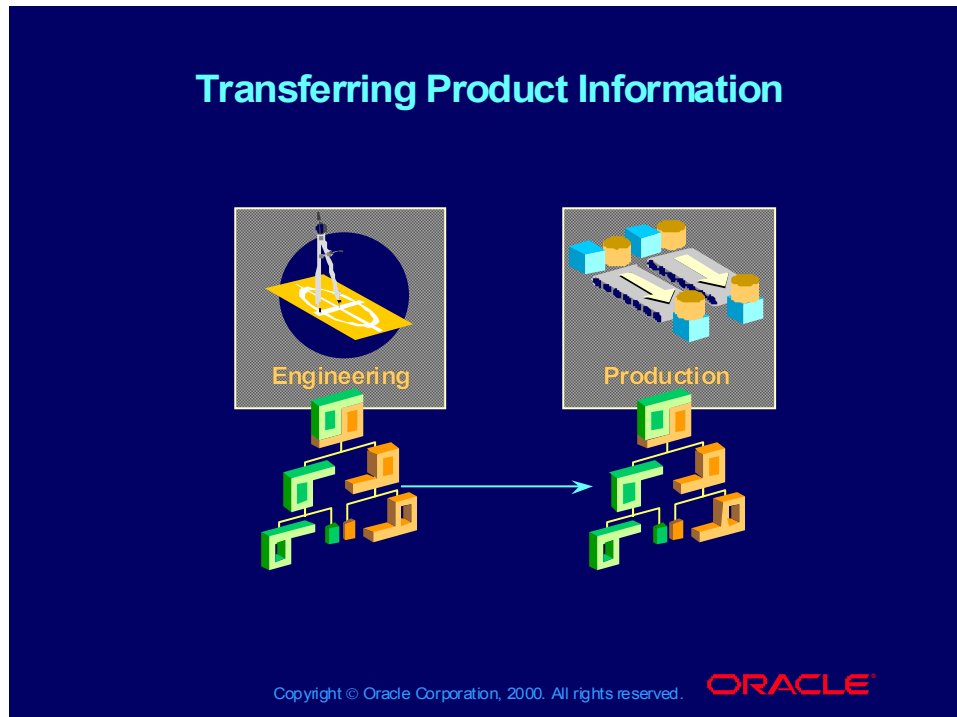 Transferring Product Information
Engineering
Production
Copyright © Oracle Corporation, 2000. All rights reserved.
ORACLE®